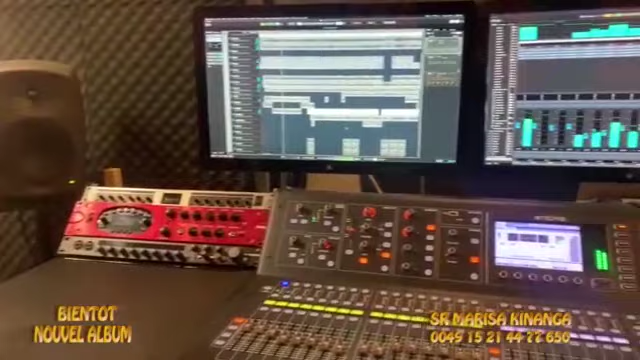 BIENTOT
NOUVEL ALBUM
SR MARISA KINANGA
0049 15 21 44 77 650